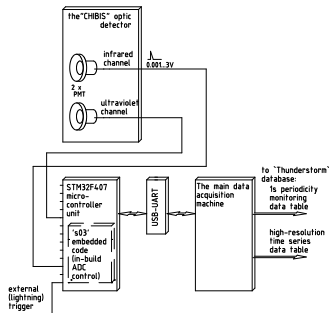 the"CHIBIS" optic
detector
infrared
channel
0.001..3V
2 x
PMT
ultraviolet
channel
STM32F407
micro-
controller
unit
's03'
embedded
code
(in-build
ADC
control)
USB-UART
The main data
acquisition
machine
to `Thunderstorm`
database:
1s periodicity
monitoring
data table
high-resolution
time series
data table
external
(lightning)
trigger